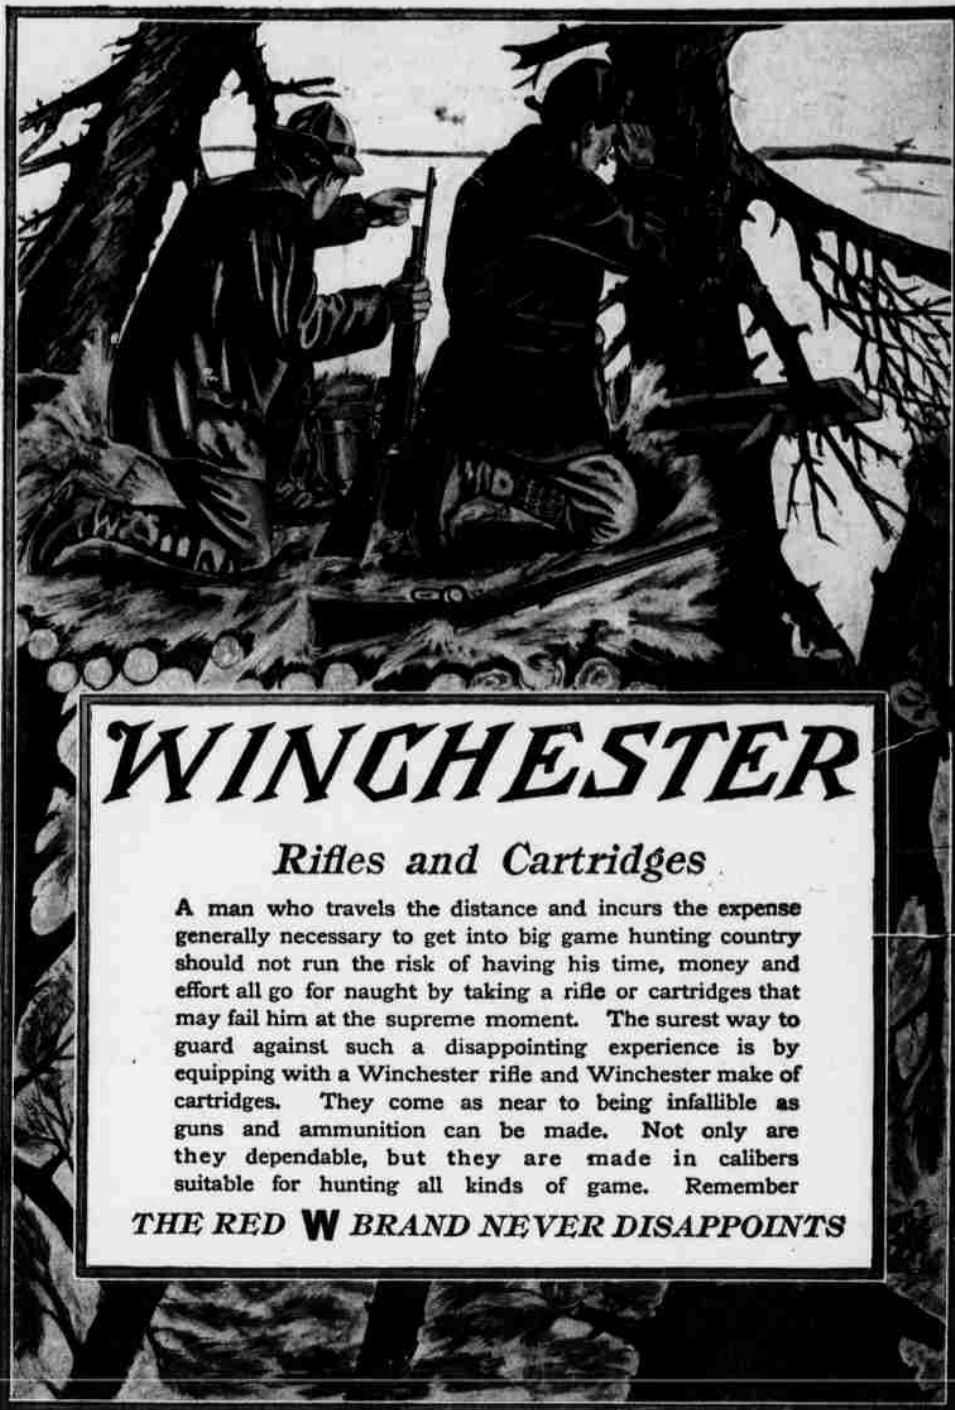 WINCHESTER
Rifles and Cartridges
A man who travels the distance and incurs the expense
generally necessary to get into big game hunting country
should not run the risk of having his time, money and
effort all go for naught by taking a rifle or cartridges that
may fail him at the supreme moment. The surest way to
guard against such a disappointing experience is by
equipping with a Winchester rifle and Winchester make of
cartridges. They come as near to being infallible as
guns and ammunition can be made. Not only are
they dependable, but they are made in calibers
suitable for hunting all kinds of game. Remember
THE RED W BRAND NEVER DISAPPOINTS